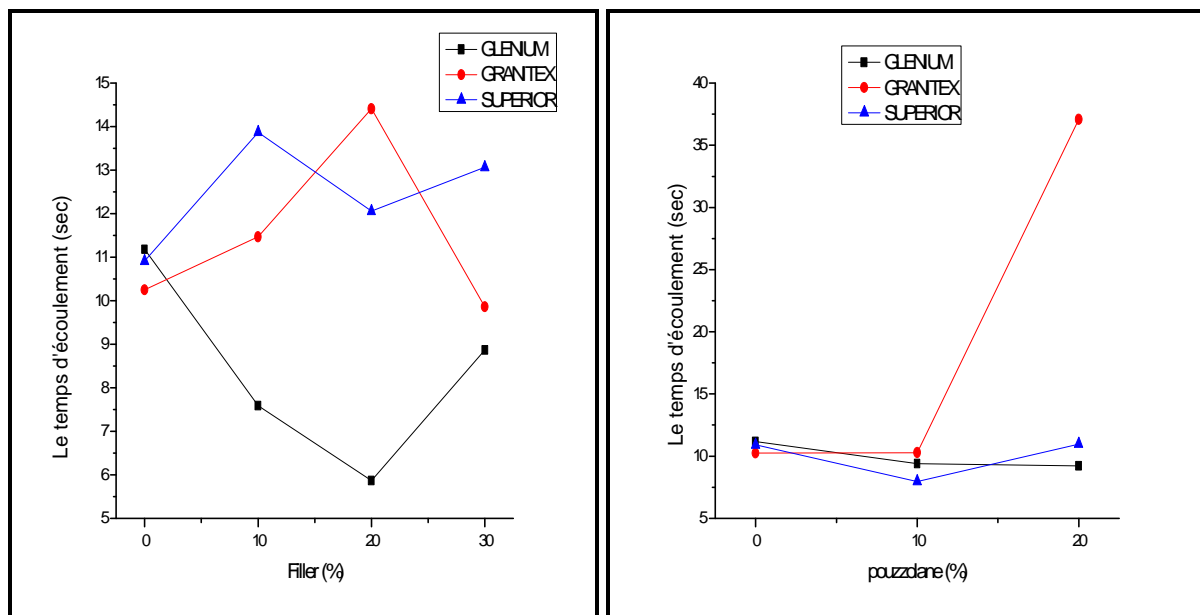 GLENIUM
GRANITEX
SUPERIOR
15
14
13
12
11
10
9
8
7
6
5
Le temps d'écoulement (sec)
0 10 20 30
Filler (%)
GLENIUM
GRANITEX
SUPERIOR
40
35
30
25
20
15
10
5
Le temps d'écoulement (sec)
0 10 20
pouzzolane (%)